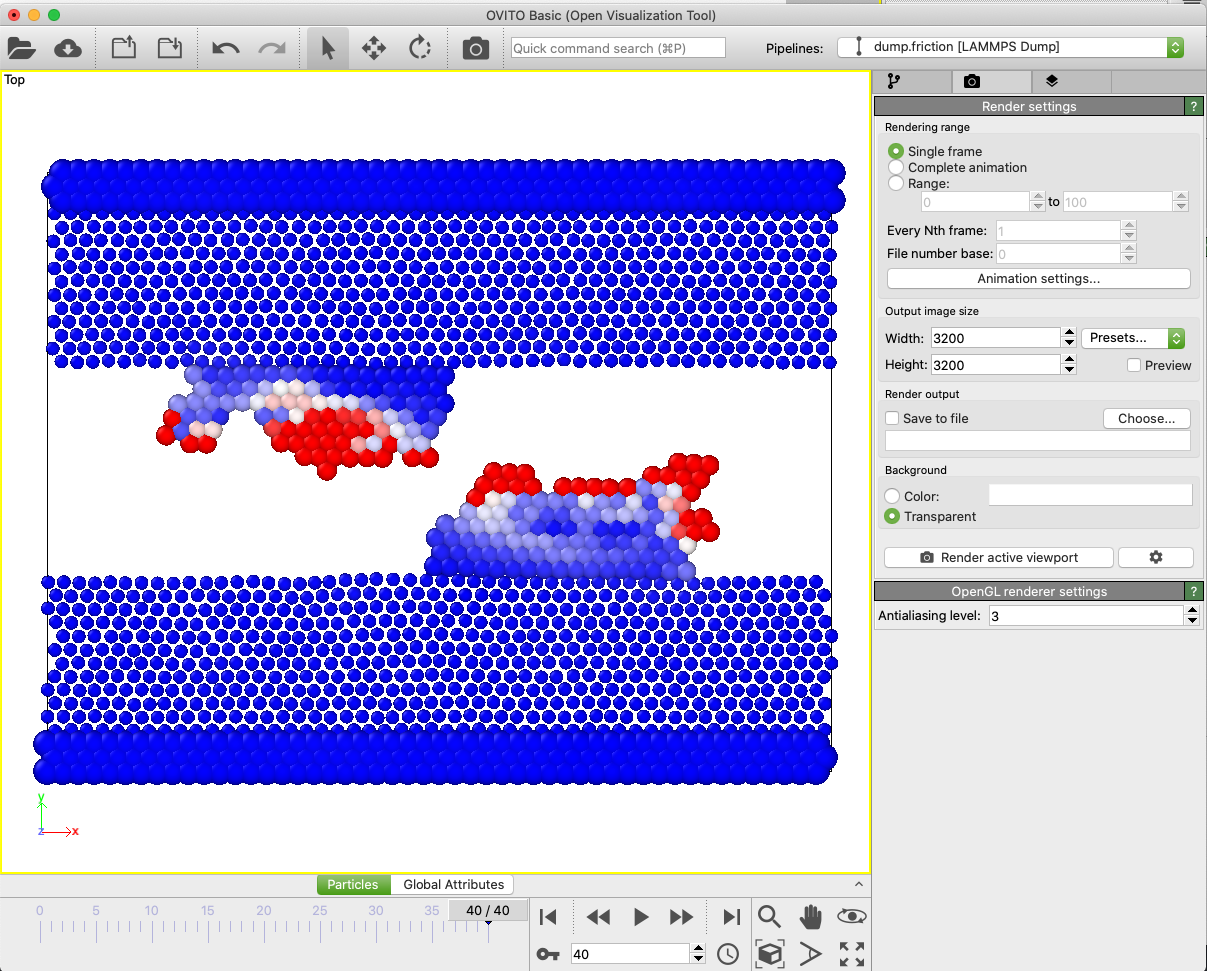 OVITO Basic (Open Visualization Tool)
Quick command search (⌘P)
Pipelines:
dump.friction [LAMMPS Dump]
Top
y
z
x
Render settings
?
Rendering range
Single frame
Complete animation
Range:
0 to 100
Every Nth frame: 1
File number base: 0
Animation settings...
Output image size
Width: 3200 Presets...
Height: 3200 Preview
Render output
Save to file Choose...
Background
Color:
Transparent
Render active viewport
OpenGL renderer settings
?
Antialiasing level: 3
Particles Global Attributes
0 5 10 15 20 25 30 35 40 / 40
40